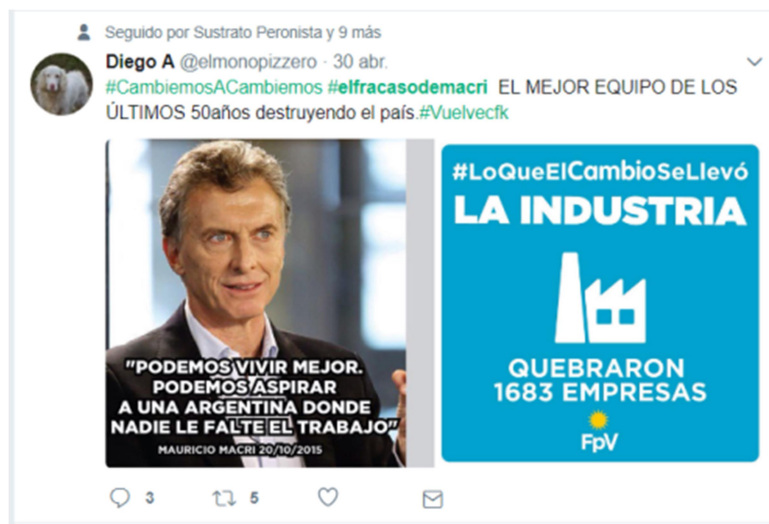 Seguido por Sustrato Peronista y 9 más
Diego A @elmonopizzero · 30 abr.
#CambiemosACambiemos #elfracasodemacri EL MEJOR EQUIPO DE LOS
ÚLTIMOS 50años destruyendo el país.#Vuelvecfk
"PODEMOS VIVIR MEJOR.
PODEMOS ASPIRAR
A UNA ARGENTINA DONDE
NADIE LE FALTE EL TRABAJO"
MAURICIO MACRI 20/10/2015
#LoQueElCambioSeLlevó
LA INDUSTRIA
QUEBRARON
1683 EMPRESAS
FpV
3 5